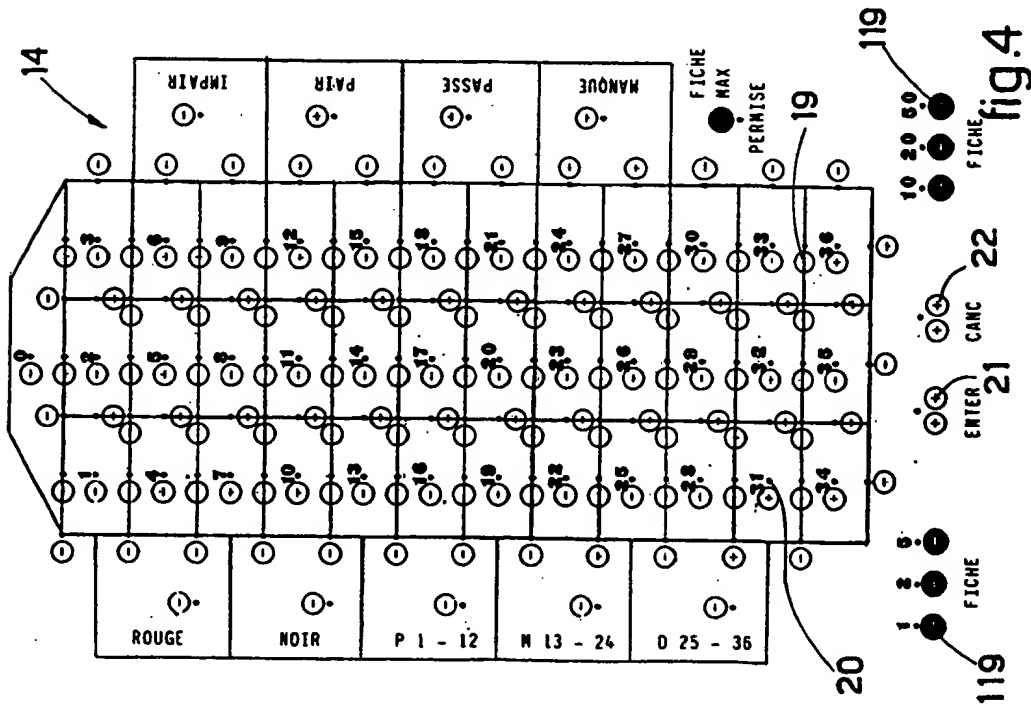 14
0
1 2 3
4 5 6
7 8 9
10 11 12
13 14 15
16 17 18
19 20 21
22 23 24
25 26 27
28 29 30
31 32 33
34 35 36
ROUGE
NOIR
P 1 - 12
M 13 - 24
D 25 - 36
IMPAIR
PAIR
PASSE
MANQUE
FICHE
MAX
PERMISE
20
19
1 2 5
FICHE
119
ENTER
21
CANC
22
10 20 50
FICHE
119
fig.4